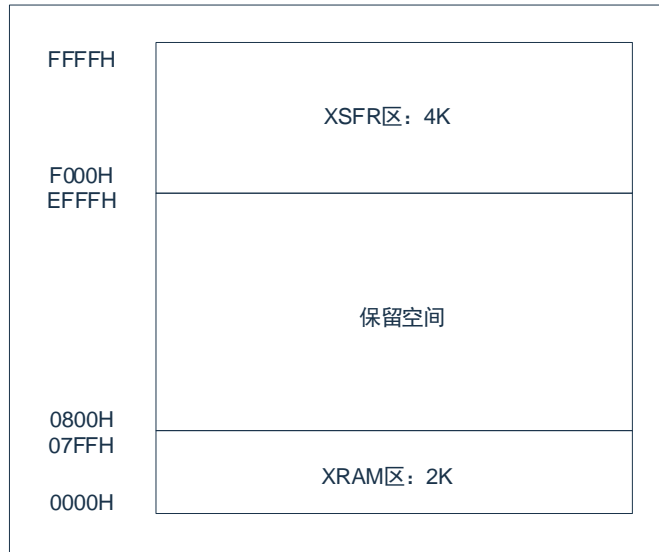 FFFFH
XSFR区：4K
F000H
EFFFH
保留空间
0800H
07FFH
XRAM区：2K
0000H